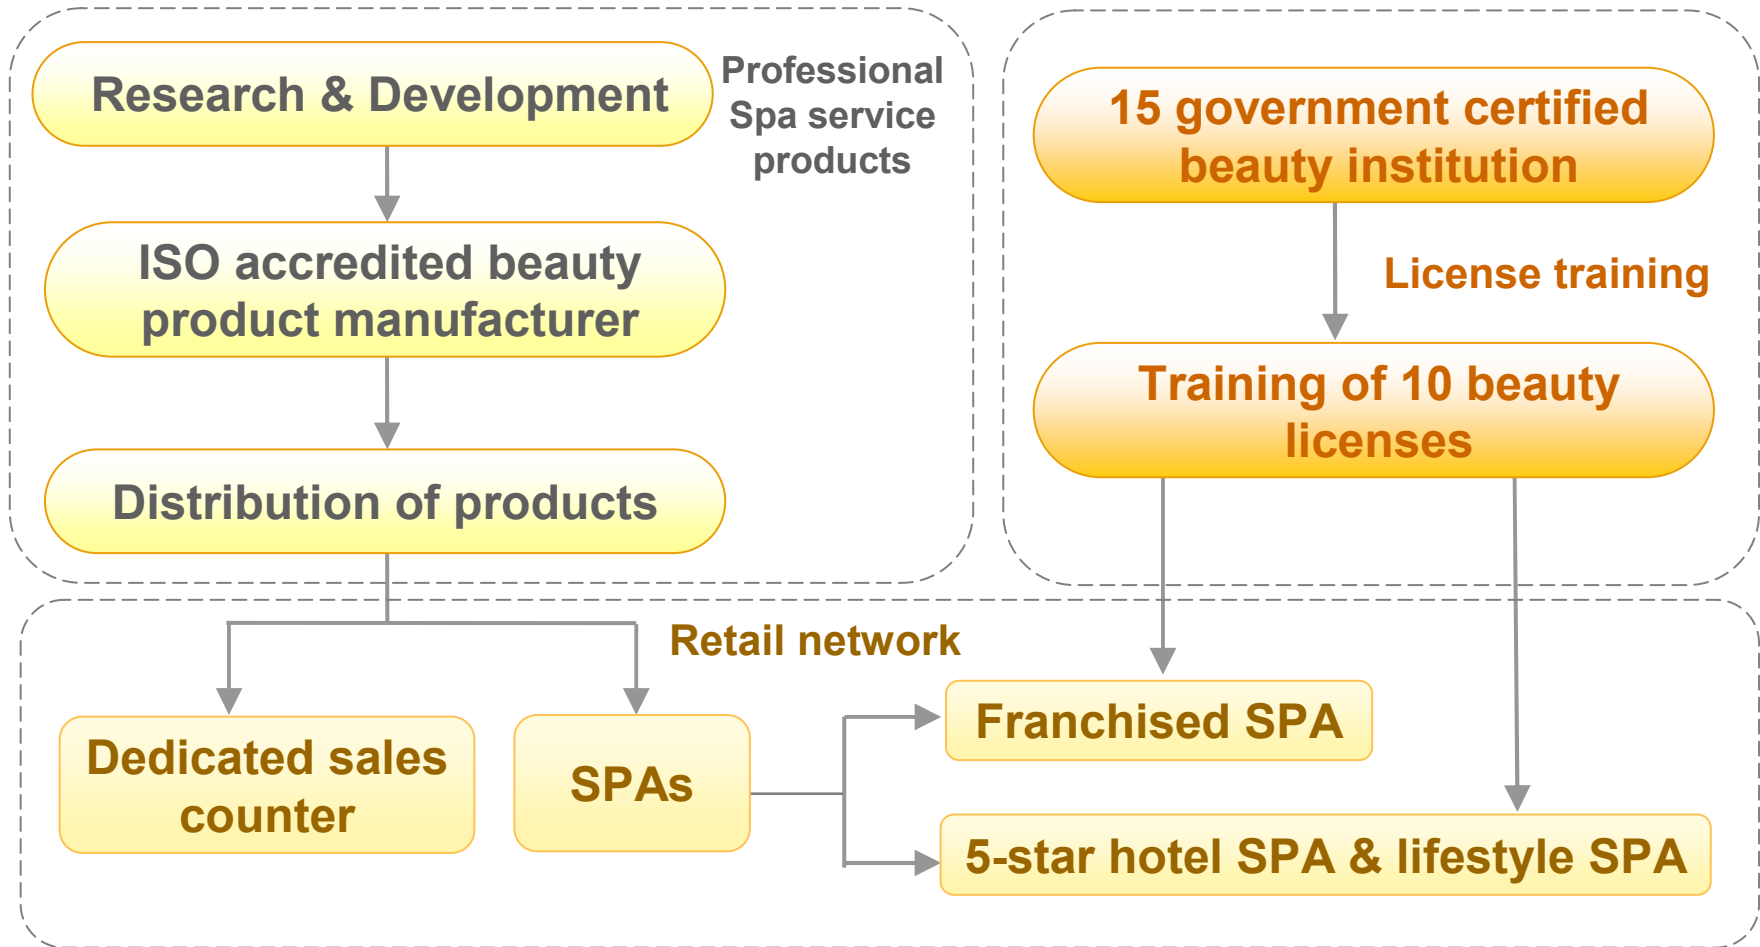 Research & Development
Professional
Spa service
products
ISO accredited beauty
product manufacturer
Distribution of products
15 government certified
beauty institution
License training
Training of 10 beauty
licenses
Retail network
Dedicated sales
counter
SPAs
Franchised SPA
5-star hotel SPA & lifestyle SPA